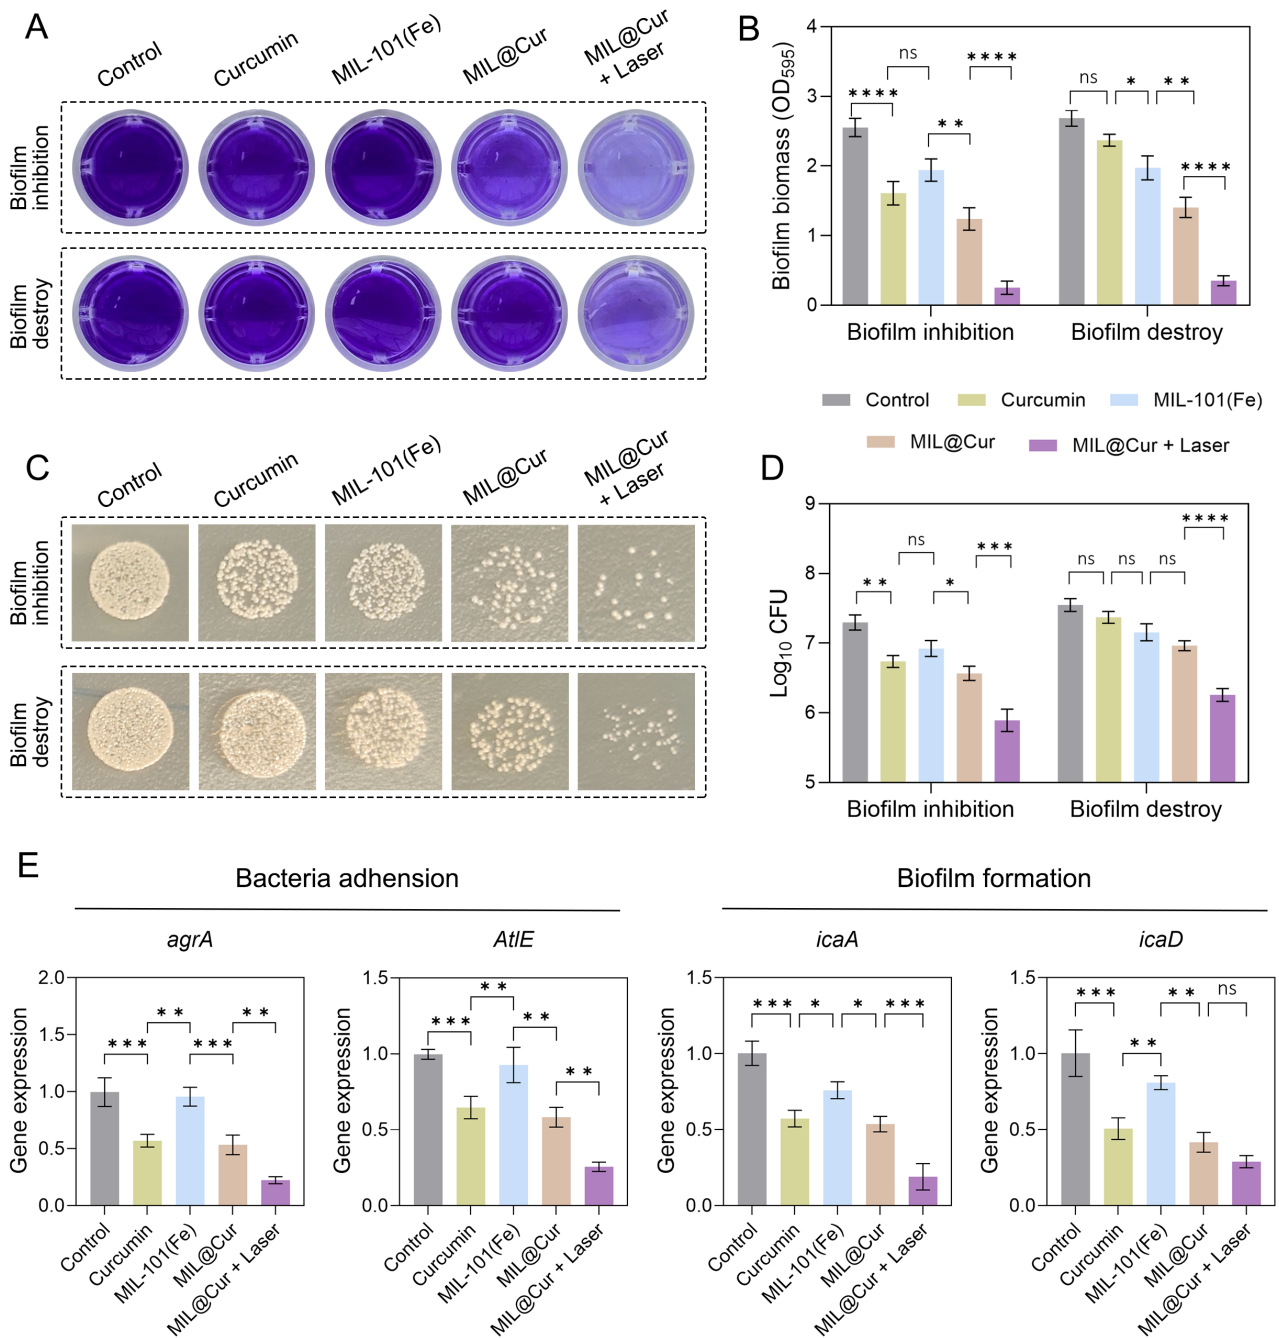 A
Control
Curcumin
MIL-101(Fe)
MIL@Cur
MIL@Cur
+ Laser
Biofilm
inhibition
Biofilm
destroy
B
Biofilm biomass (OD595)
4
3
2
1
0
****
ns
**
****
ns
*
**
****
Biofilm inhibition
Biofilm destroy
Control
Curcumin
MIL-101(Fe)
MIL@Cur
MIL@Cur + Laser
C
Control
Curcumin
MIL-101(Fe)
MIL@Cur
MIL@Cur
+ Laser
Biofilm
inhibition
Biofilm
destroy
D
Log10 CFU
9
8
7
6
5
**
ns
*
***
ns
ns
ns
****
Biofilm inhibition
Biofilm destroy
E
Bacteria adhension
Biofilm formation
agrA
Gene expression
2.0
1.5
1.0
0.5
0.0
***
**
***
**
Control
Curcumin
MIL-101(Fe)
MIL@Cur
MIL@Cur + Laser
AtlE
Gene expression
1.5
1.0
0.5
0.0
***
**
**
**
Control
Curcumin
MIL-101(Fe)
MIL@Cur
MIL@Cur + Laser
icaA
Gene expression
1.5
1.0
0.5
0.0
***
*
*
***
Control
Curcumin
MIL-101(Fe)
MIL@Cur
MIL@Cur + Laser
icaD
Gene expression
1.5
1.0
0.5
0.0
***
**
**
ns
Control
Curcumin
MIL-101(Fe)
MIL@Cur
MIL@Cur + Laser